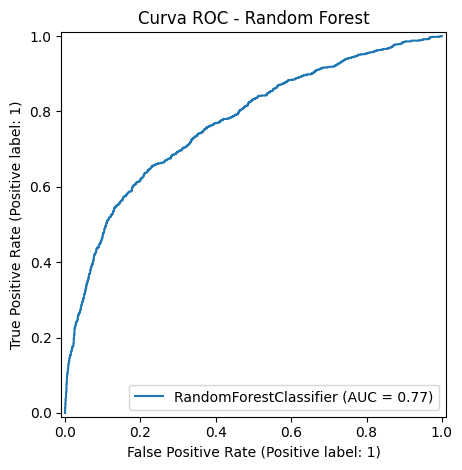 Curva ROC - Random Forest
1.0
0.8
0.6
0.4
0.2
0.0
True Positive Rate (Positive label: 1)
RandomForestClassifier (AUC = 0.77)
0.0 0.2 0.4 0.6 0.8 1.0
False Positive Rate (Positive label: 1)